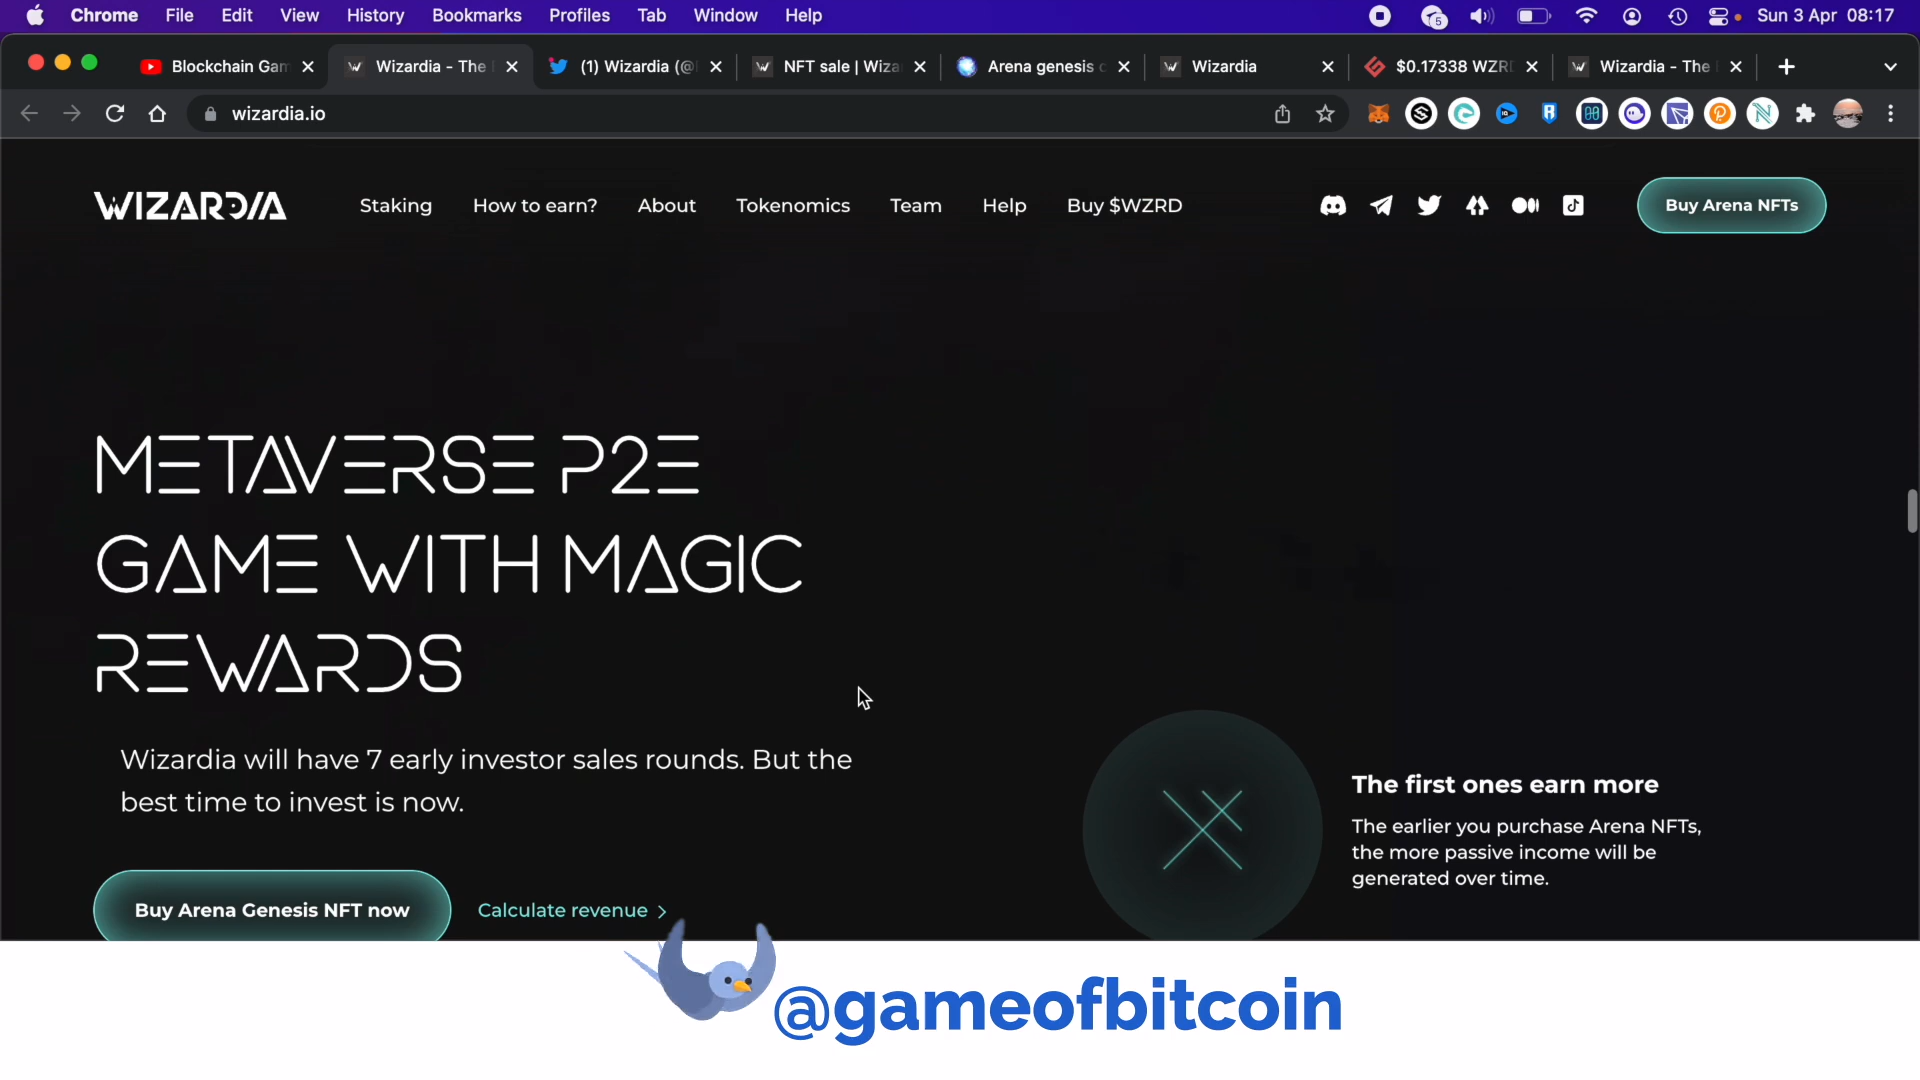 Chrome File Edit View History Bookmarks Profiles Tab Window Help 5 Sun 3 Apr 08:17
Blockchain Gam Wizardia - The (1) Wizardia (@ NFT sale | Wiza Arena genesis Wizardia $0.17338 WZR Wizardia - The
wizardia.io
WIZARDIA Staking How to earn? About Tokenomics Team Help Buy $WZRD Buy Arena NFTs
METAVERSE P2E
GAME WITH MAGIC
REWARDS
Wizardia will have 7 early investor sales rounds. But the
best time to invest is now.
Buy Arena Genesis NFT now Calculate revenue >
The first ones earn more
The earlier you purchase Arena NFTs,
the more passive income will be
generated over time.
@gameofbitcoin